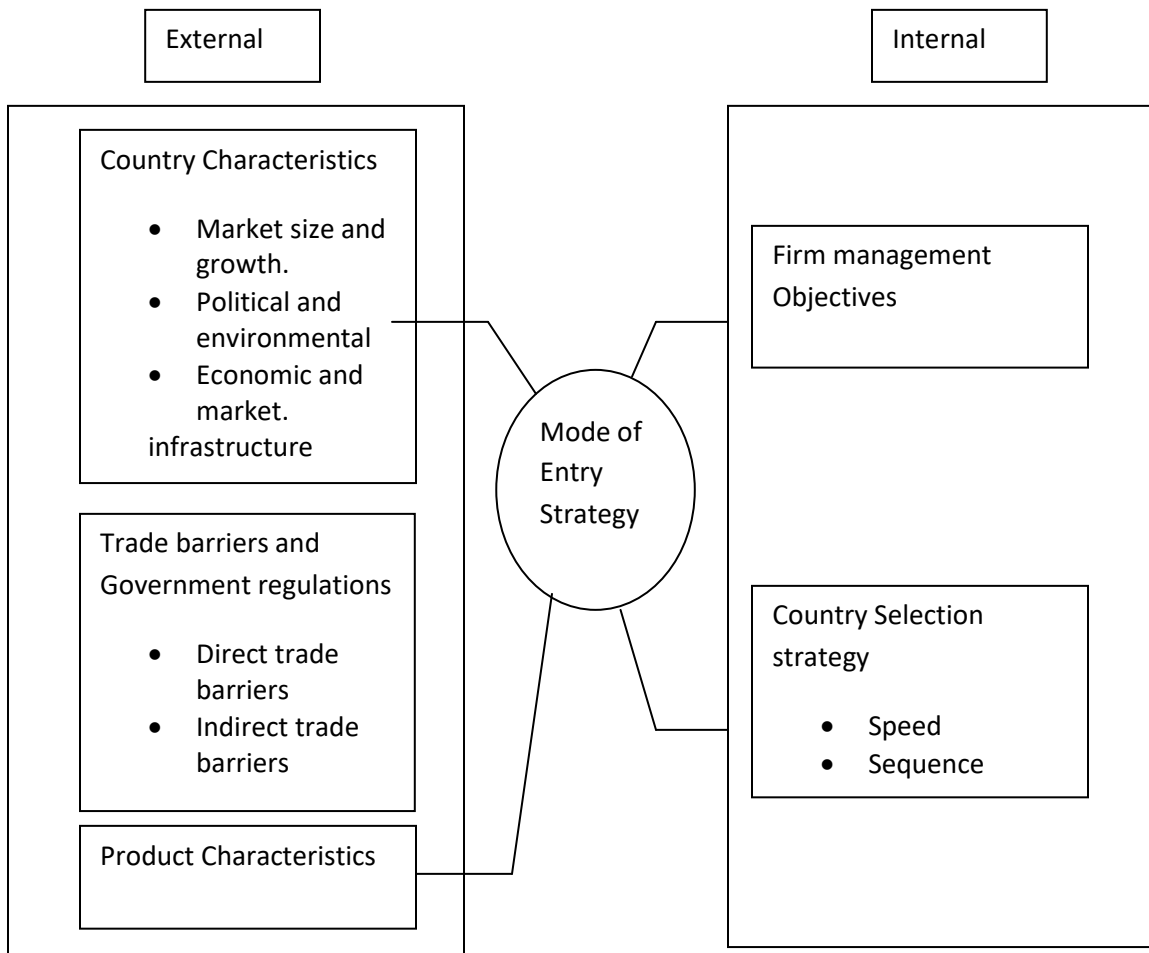 External
Internal
Country Characteristics
• Market size and
growth.
• Political and
environmental
• Economic and
market.
infrastructure
Trade barriers and
Government regulations
• Direct trade
barriers
• Indirect trade
barriers
Product Characteristics
Mode of
Entry
Strategy
Firm management
Objectives
Country Selection
strategy
• Speed
• Sequence